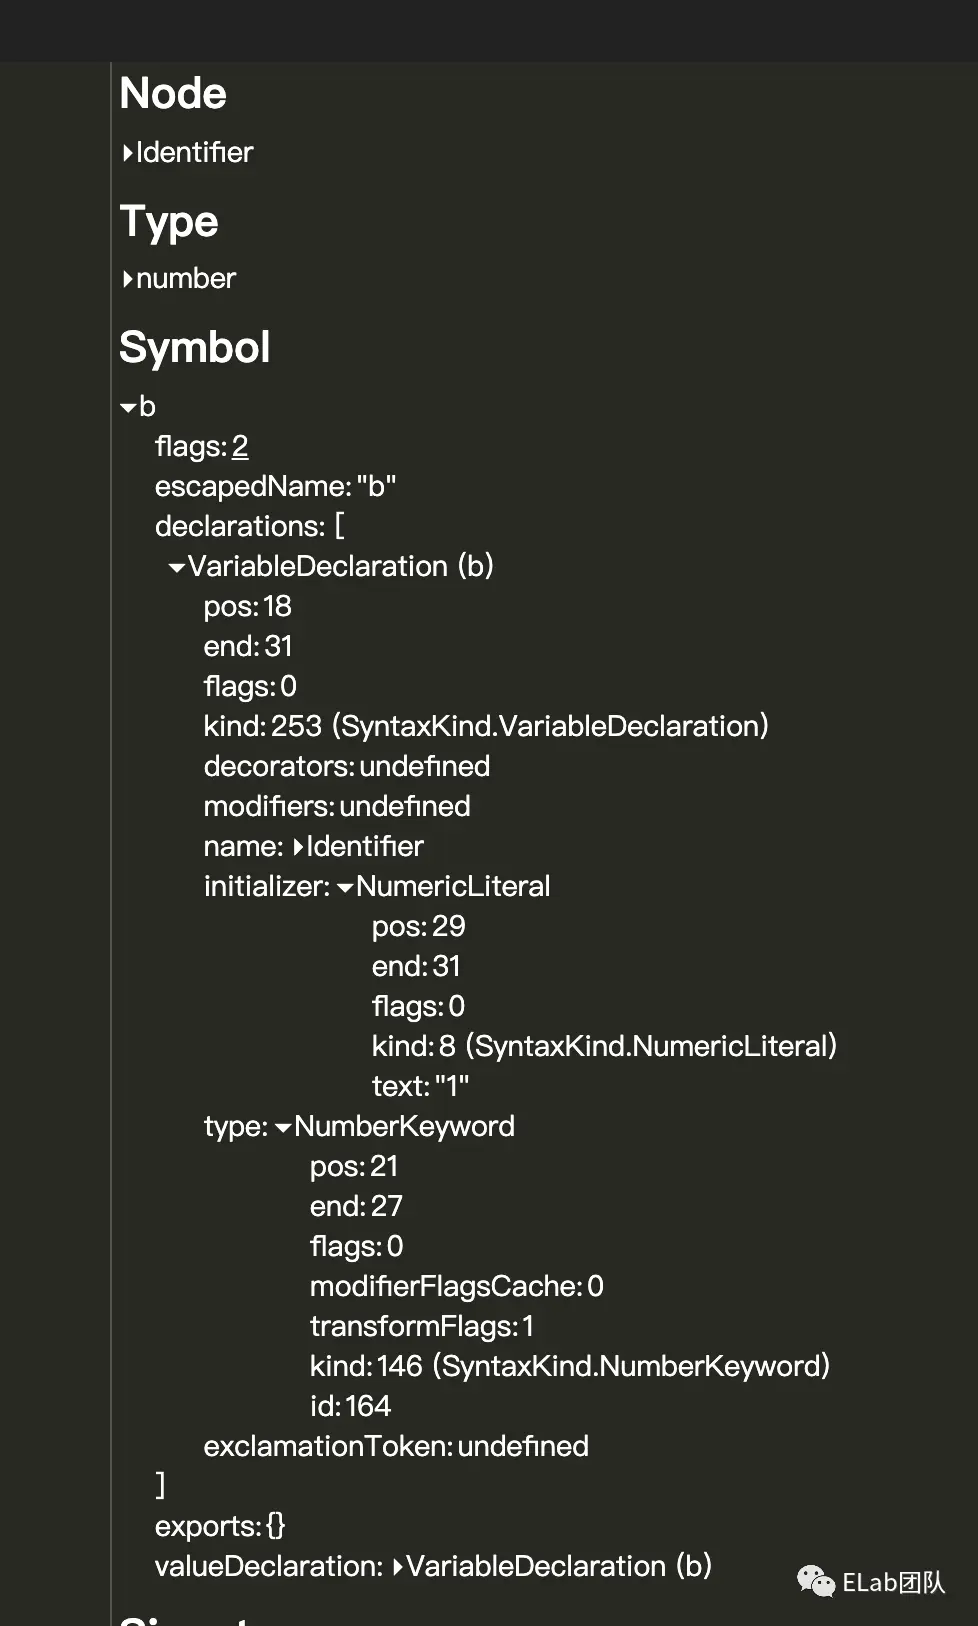 Node
Identifier
Type
number
Symbol
b
flags: 2
escapedName: "b"
declarations: [
VariableDeclaration (b)
pos: 18
end: 31
flags: 0
kind: 253 (SyntaxKind.VariableDeclaration)
decorators: undefined
modifiers: undefined
name: Identifier
initializer: NumericLiteral
pos: 29
end: 31
flags: 0
kind: 8 (SyntaxKind.NumericLiteral)
text: "1"
type: NumberKeyword
pos: 21
end: 27
flags: 0
modifierFlagsCache: 0
transformFlags: 1
kind: 146 (SyntaxKind.NumberKeyword)
id: 164
exclamationToken: undefined
]
exports: {}
valueDeclaration: VariableDeclaration (b)
ELab团队